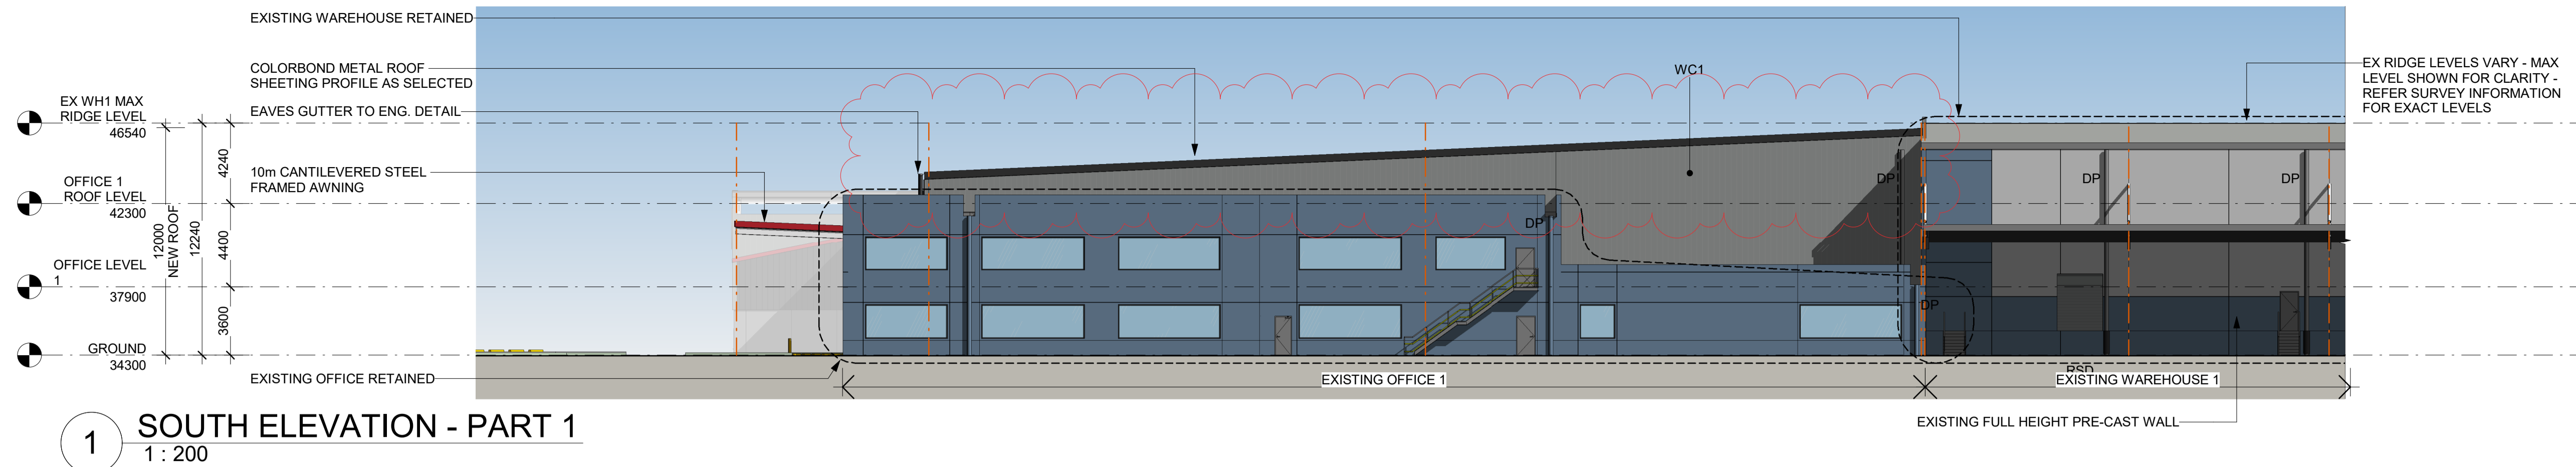 EXISTING WAREHOUSE RETAINED
COLORBOND METAL ROOF
SHEETING PROFILE AS SELECTED
EAVES GUTTER TO ENG. DETAIL
10m CANTILEVERED STEEL
FRAMED AWNING
EXISTING OFFICE RETAINED
EX WH1 MAX
RIDGE LEVEL
46540
OFFICE 1
ROOF LEVEL
42300
OFFICE LEVEL
1
37900
GROUND
34300
12000
NEW ROOF
12240
4240
4400
3600
WC1
DP
DP
DP
DP
DP
EX RIDGE LEVELS VARY - MAX
LEVEL SHOWN FOR CLARITY -
REFER SURVEY INFORMATION
FOR EXACT LEVELS
EXISTING OFFICE 1
RSD
EXISTING WAREHOUSE 1
EXISTING FULL HEIGHT PRE-CAST WALL
1
SOUTH ELEVATION - PART 1
1 : 200